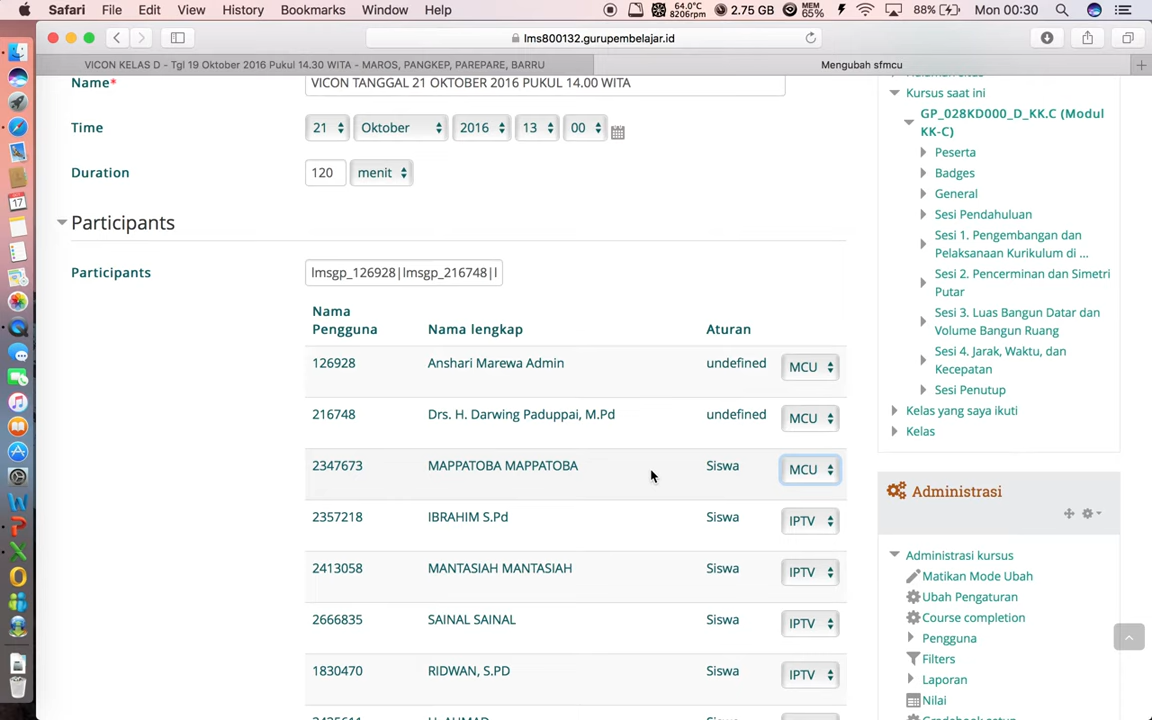 Safari File Edit View History Bookmarks Window Help
64.0°C
8206rpm
2.75 GB
MEM
65%
88%
Mon 00:30
lms800132.gurupembelajar.id
VICON KELAS D - Tgl 19 Oktober 2016 Pukul 14.30 WITA - MAROS, PANGKEP, PAREPARE, BARRU
Mengubah sfmcu
Name*
VICON TANGGAL 21 OKTOBER 2016 PUKUL 14.00 WITA
Time
21 Oktober 2016 13 00
Duration
120 menit
Participants
Participants
lmsgp_126928|lmsgp_216748|l
Nama
Pengguna
Nama lengkap
Aturan
126928 Anshari Marewa Admin undefined MCU
216748 Drs. H. Darwing Paduppai, M.Pd undefined MCU
2347673 MAPPATOBA MAPPATOBA Siswa MCU
2357218 IBRAHIM S.Pd Siswa IPTV
2413058 MANTASIAH MANTASIAH Siswa IPTV
2666835 SAINAL SAINAL Siswa IPTV
1830470 RIDWAN, S.PD Siswa IPTV
Kursus saat ini
GP_028KD000_D_KK.C (Modul
KK-C)
Peserta
Badges
General
Sesi Pendahuluan
Sesi 1. Pengembangan dan
Pelaksanaan Kurikulum di ...
Sesi 2. Pencerminan dan Simetri
Putar
Sesi 3. Luas Bangun Datar dan
Volume Bangun Ruang
Sesi 4. Jarak, Waktu, dan
Kecepatan
Sesi Penutup
Kelas yang saya ikuti
Kelas
Administrasi
Administrasi kursus
Matikan Mode Ubah
Ubah Pengaturan
Course completion
Pengguna
Filters
Laporan
Nilai